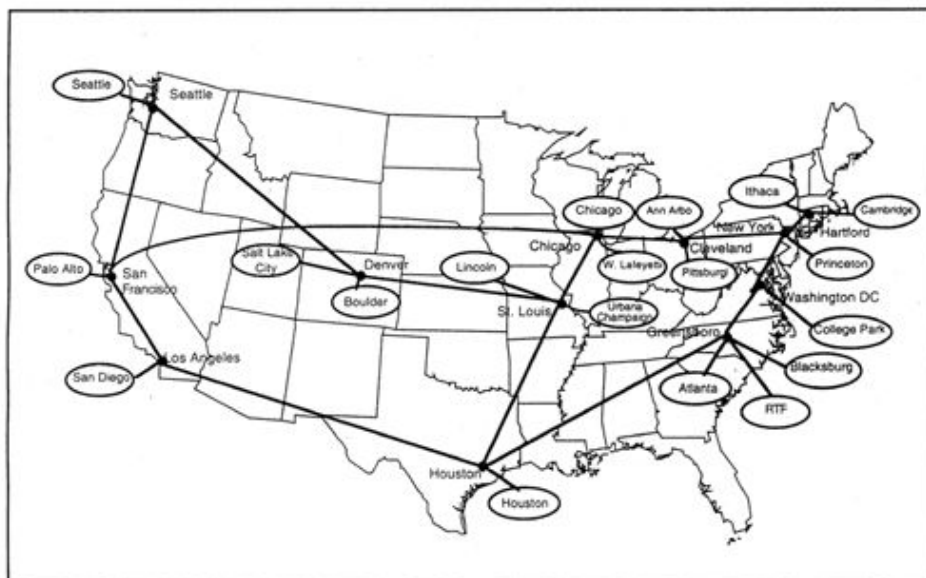 Seattle
Seattle
Ithaca
Cambridge
Chicago
Ann Arbo
New York
Hartford
Chicago
Cleveland
Salt Lake
City
Denver
Lincoln
W. Lafeyette
Pittsburg
Princeton
Palo Alto
San
Francisco
Boulder
St. Louis
Urbana
Champaign
Washington DC
College Park
Greensboro
Los Angeles
San Diego
Atlanta
Blacksburg
RTF
Houston
Houston